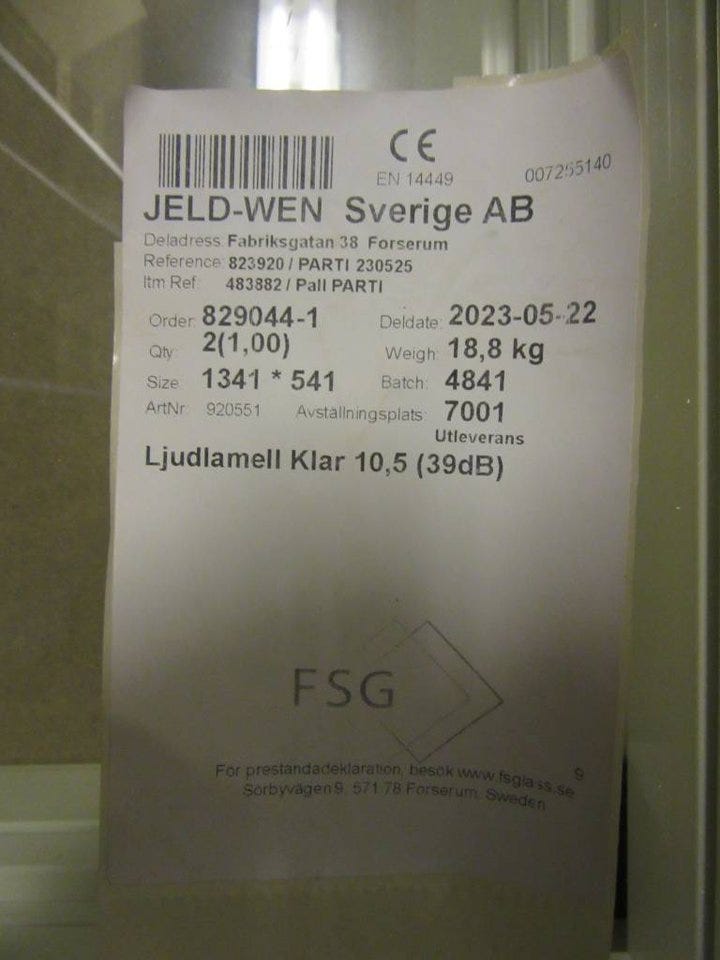 CE
EN 14449
007255140
JELD-WEN Sverige AB
Deladress: Fabriksgatan 38 Forserum
Reference: 823920 / PARTI 230525
Itm Ref: 483882 / Pall PARTI
Order: 829044-1 Deldate: 2023-05-22
Qty: 2(1,00) Weigh: 18,8 kg
Size: 1341 * 541 Batch: 4841
ArtNr: 920551 Avställningsplats: 7001
Utleverans
Ljudlamell Klar 10,5 (39dB)
FSG
9
För prestandadeklaration, besök www.fsglass.se
Sörbyvägen 9, 571 78 Forserum, Sweden